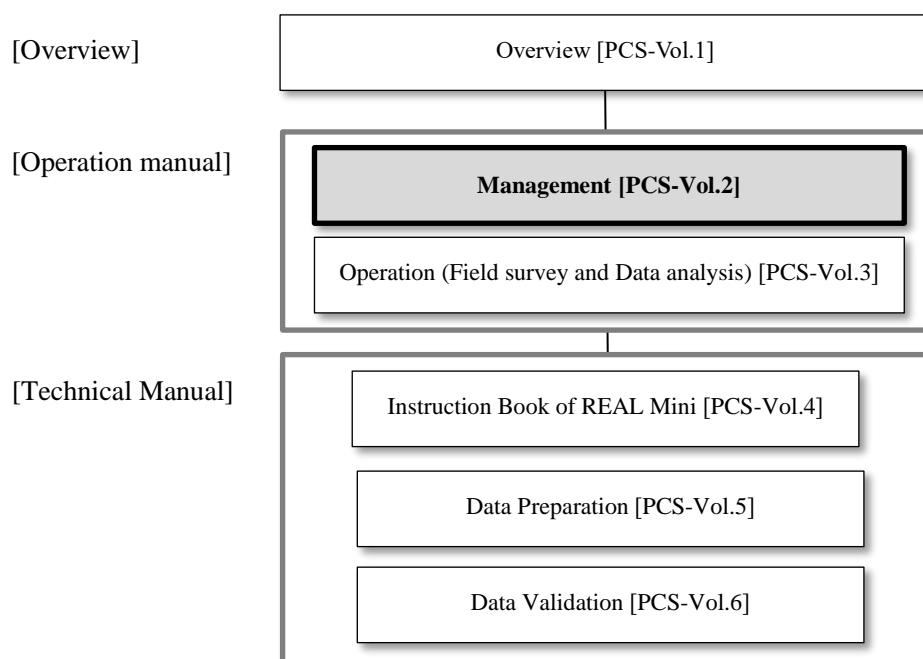 [Overview]
Overview [PCS-Vol.1]
[Operation manual]
Management [PCS-Vol.2]
Operation (Field survey and Data analysis) [PCS-Vol.3]
[Technical Manual]
Instruction Book of REAL Mini [PCS-Vol.4]
Data Preparation [PCS-Vol.5]
Data Validation [PCS-Vol.6]